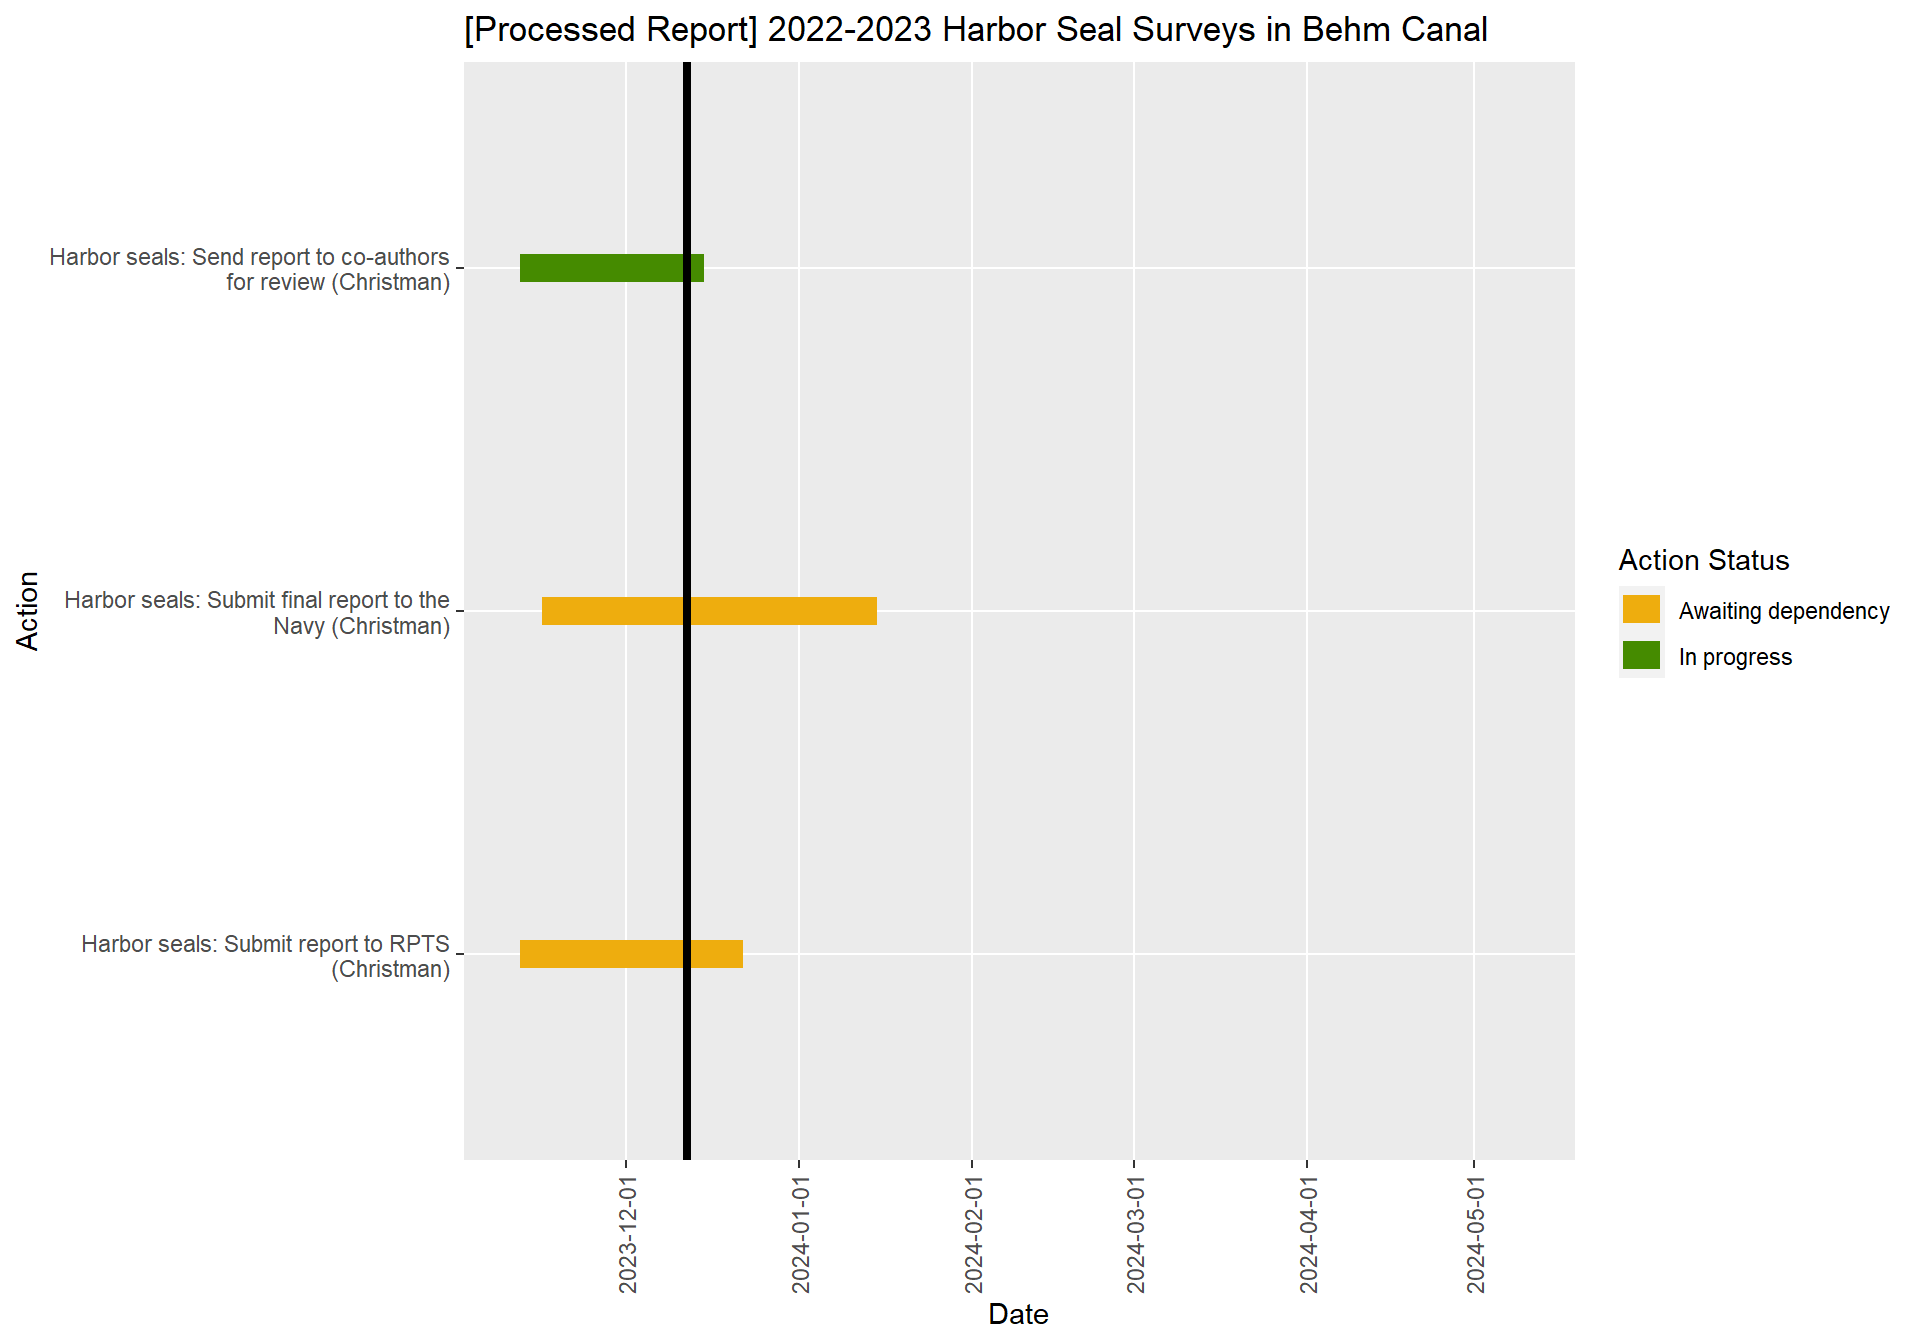 [Processed Report] 2022-2023 Harbor Seal Surveys in Behm Canal
Action
Harbor seals: Send report to co-authors
for review (Christman)
Harbor seals: Submit final report to the
Navy (Christman)
Harbor seals: Submit report to RPTS
(Christman)
2023-12-01
2024-01-01
2024-02-01
2024-03-01
2024-04-01
2024-05-01
Date
Action Status
Awaiting dependency
In progress